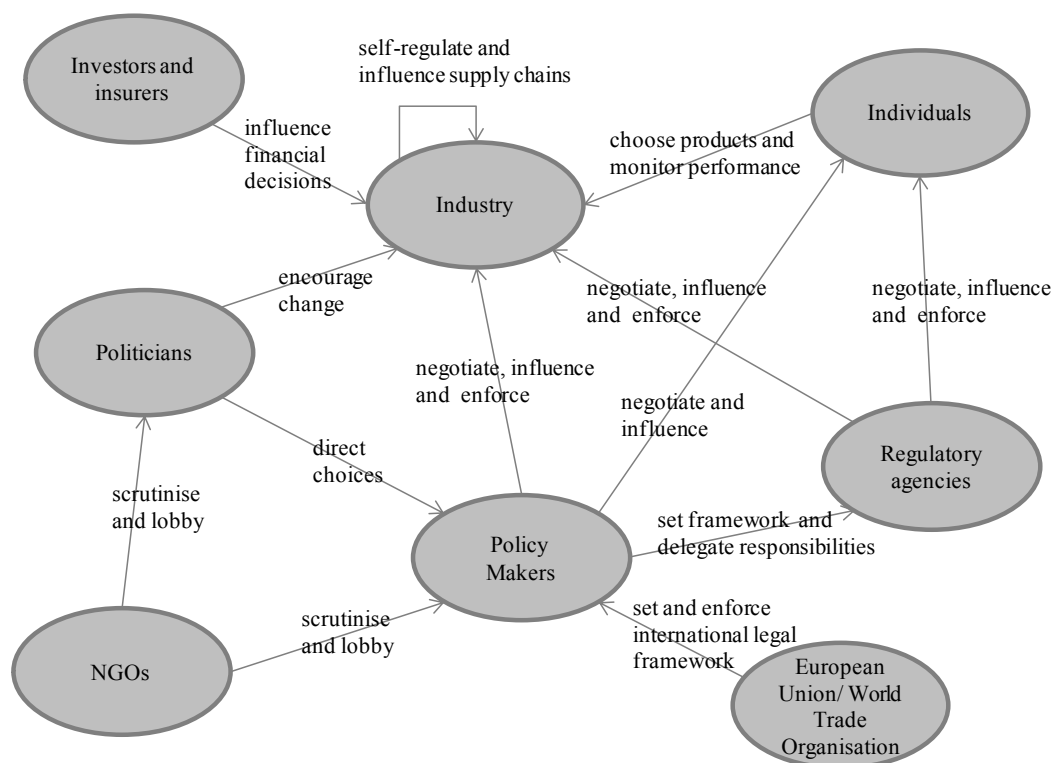 self-regulate and
influence supply chains
Investors and
insurers
Individuals
influence
financial
decisions
choose products and
monitor performance
Industry
encourage
change
negotiate, influence
and enforce
negotiate, influence
and enforce
Politicians
negotiate, influence
and enforce
negotiate and
influence
direct
choices
Regulatory
agencies
scrutinise
and lobby
set framework and
delegate responsibilities
Policy
Makers
scrutinise
and lobby
set and enforce
international legal
framework
NGOs
European
Union/ World
Trade
Organisation